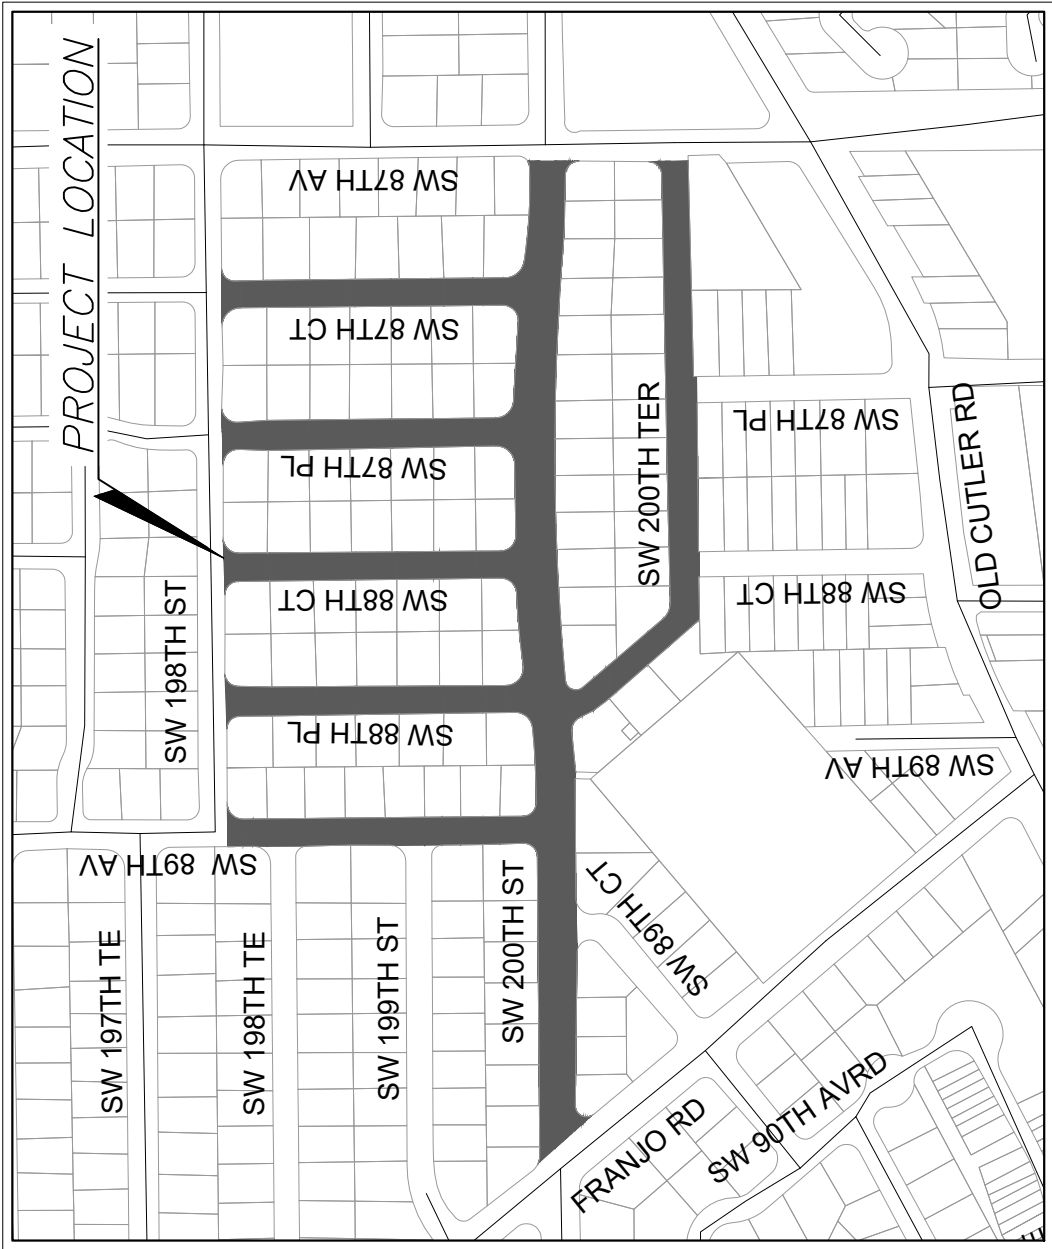 PROJECT LOCATION
SW 87TH AV
SW 87TH CT
SW 87TH PL
SW 88TH CT
SW 88TH PL
SW 89TH AV
SW 198TH ST
SW 200TH TER
SW 87TH PL
SW 88TH CT
SW 89TH AV
OLD CUTLER RD
SW 197TH TE
SW 198TH TE
SW 199TH ST
SW 200TH ST
SW 89TH CT
FRANJO RD
SW 90TH AVRD